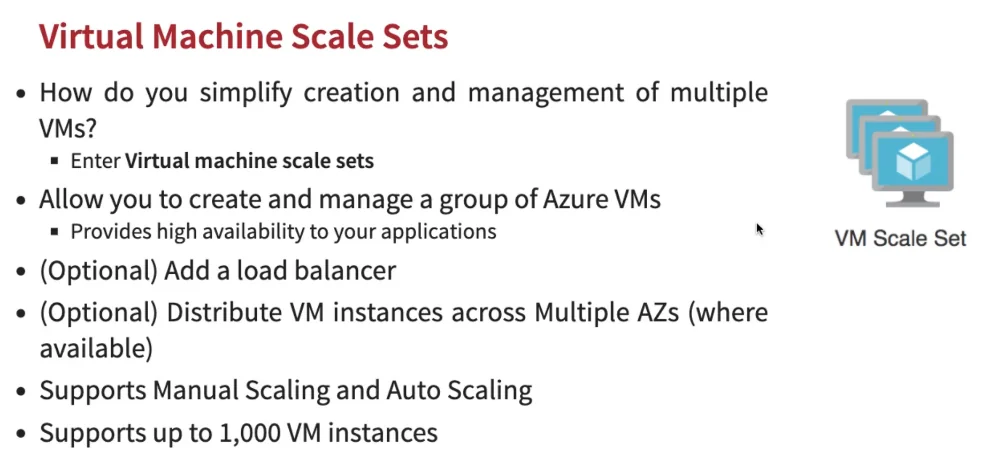 Virtual Machine Scale Sets
• How do you simplify creation and management of multiple
VMs?
▪ Enter Virtual machine scale sets
• Allow you to create and manage a group of Azure VMs
▪ Provides high availability to your applications
• (Optional) Add a load balancer
• (Optional) Distribute VM instances across Multiple AZs (where
available)
• Supports Manual Scaling and Auto Scaling
• Supports up to 1,000 VM instances
VM Scale Set